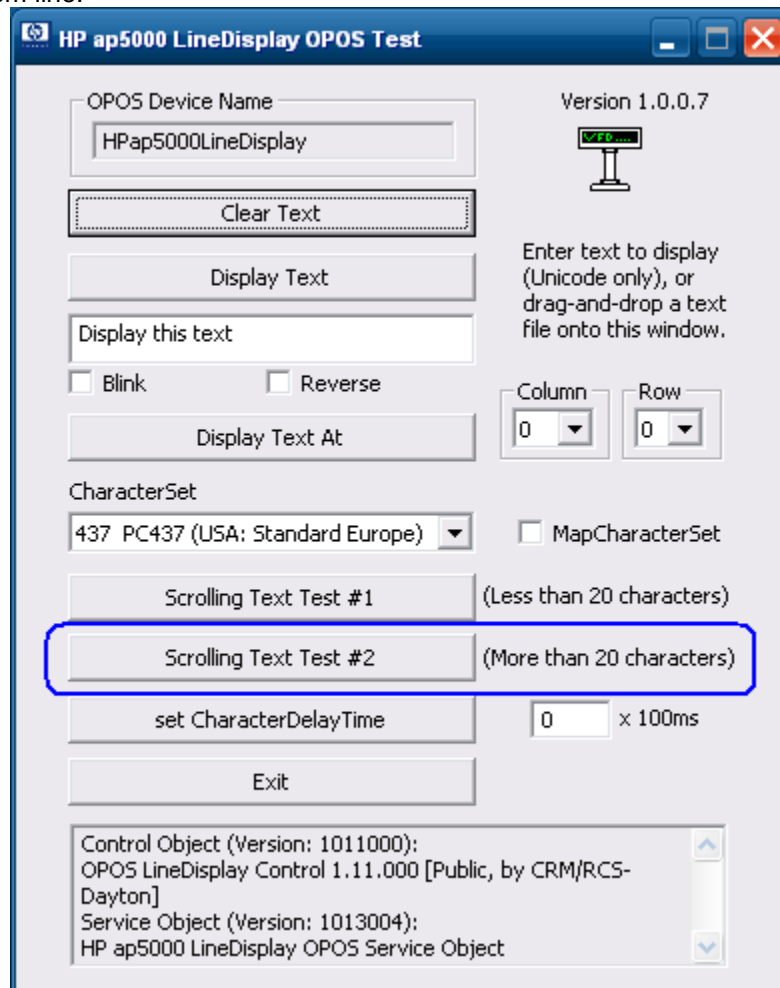 om line.
HP ap5000 LineDisplay OPOS Test
OPOS Device Name
Version 1.0.0.7
HPap5000LineDisplay
VFD....
Clear Text
Display Text
Enter text to display
(Unicode only), or
drag-and-drop a text
file onto this window.
Display this text
Blink
Reverse
Column
Row
0
0
Display Text At
CharacterSet
437 PC437 (USA: Standard Europe)
MapCharacterSet
Scrolling Text Test #1
(Less than 20 characters)
Scrolling Text Test #2
(More than 20 characters)
set CharacterDelayTime
0
x 100ms
Exit
Control Object (Version: 1011000):
OPOS LineDisplay Control 1.11.000 [Public, by CRM/RCS-
Dayton]
Service Object (Version: 1013004):
HP ap5000 LineDisplay OPOS Service Object